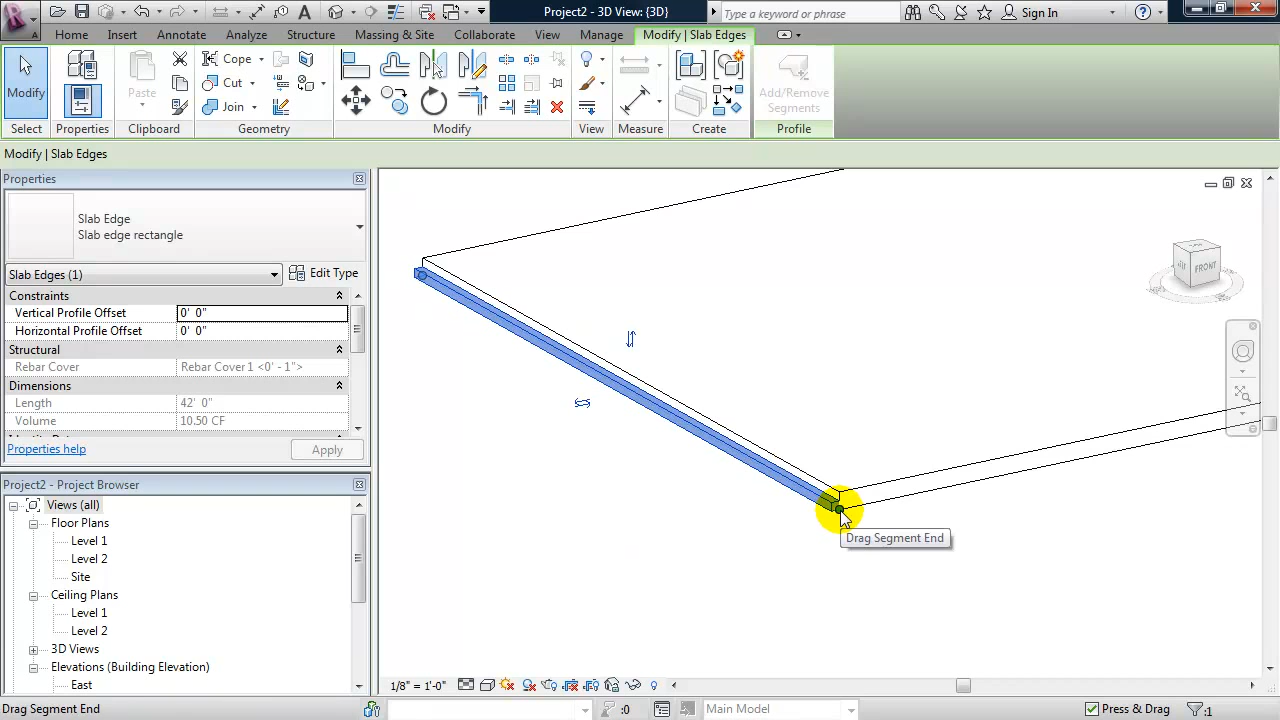 Project2 - 3D View: {3D}
Type a keyword or phrase
Sign In
Home Insert Annotate Analyze Structure Massing & Site Collaborate View Manage Modify | Slab Edges
Modify
Paste
Cope
Cut
Join
Add/Remove
Segments
Select Properties Clipboard Geometry Modify View Measure Create Profile
Modify | Slab Edges
Properties
Slab Edge
Slab edge rectangle
Slab Edges (1)
Edit Type
Constraints
Vertical Profile Offset 0' 0"
Horizontal Profile Offset 0' 0"
Structural
Rebar Cover Rebar Cover 1 <0' - 1">
Dimensions
Length 42' 0"
Volume 10.50 CF
Properties help
Apply
Project2 - Project Browser
Views (all)
Floor Plans
Level 1
Level 2
Site
Ceiling Plans
Level 1
Level 2
3D Views
Elevations (Building Elevation)
East
FRONT
Drag Segment End
1/8" = 1'-0"
Drag Segment End
:0
Main Model
Press & Drag
:1